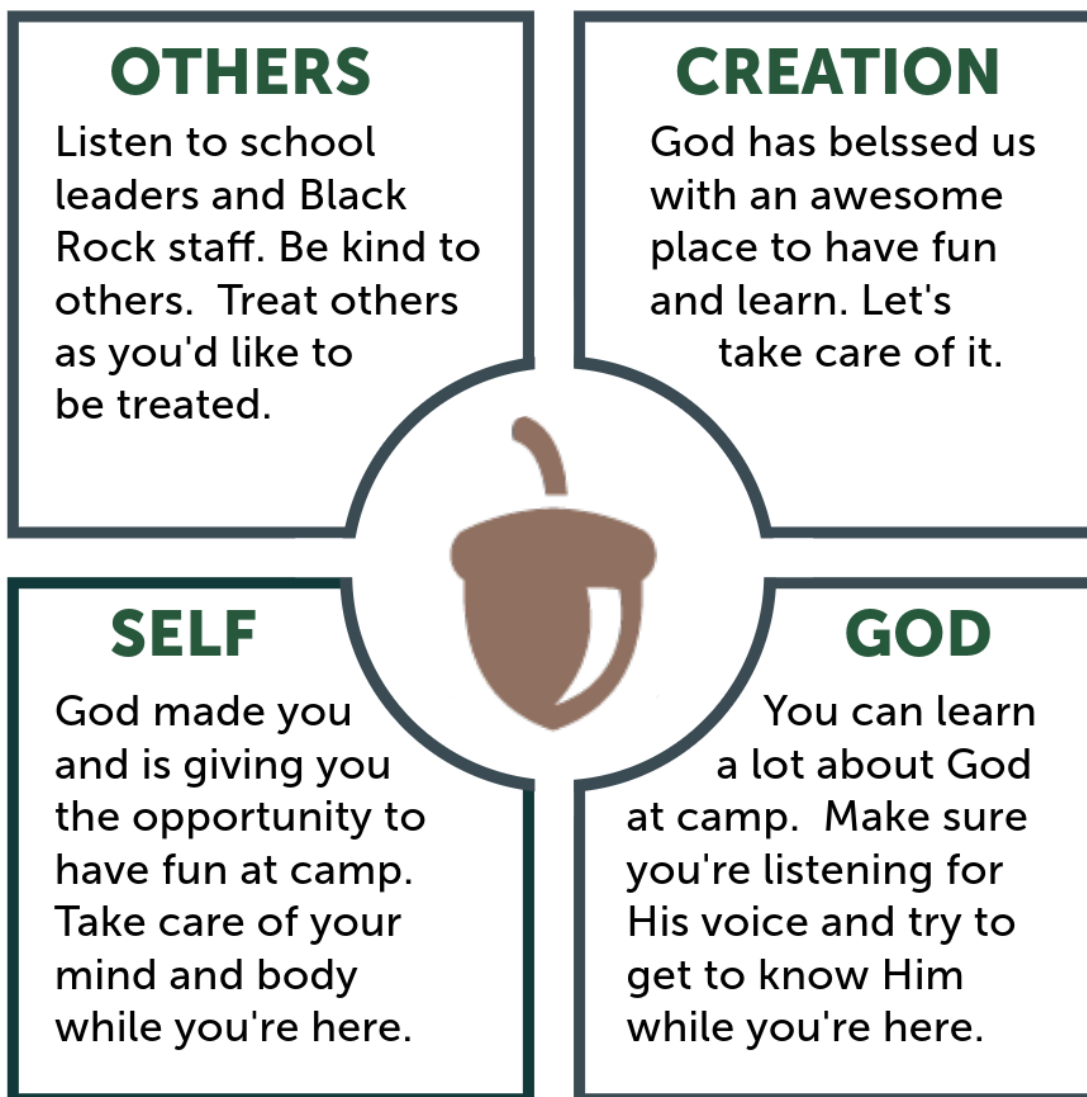 OTHERS
Listen to school
leaders and Black
Rock staff. Be kind to
others.  Treat others
as you'd like to
be treated.
CREATION
God has belssed us
with an awesome
place to have fun
and learn. Let's
take care of it.
SELF
God made you
and is giving you
the opportunity to
have fun at camp.
Take care of your
mind and body
while you're here.
GOD
You can learn
a lot about God
at camp.  Make sure
you're listening for
His voice and try to
get to know Him
while you're here.